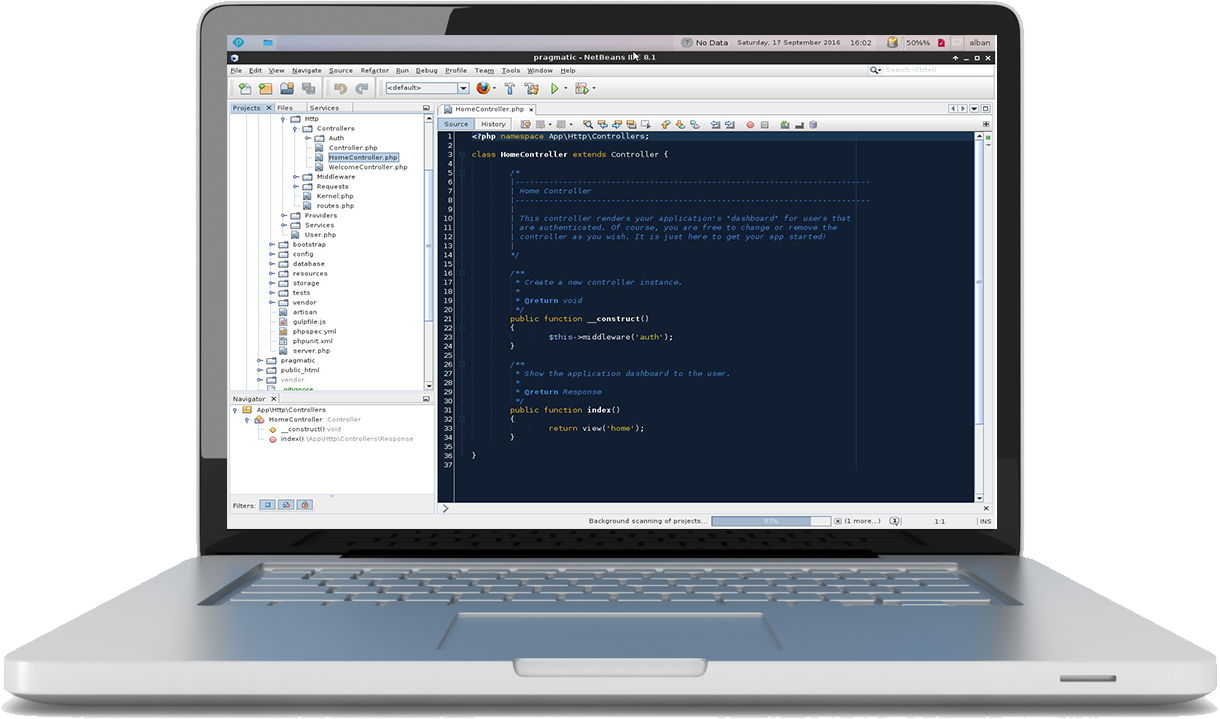 No Data Saturday, 17 September 2016 16:02 50%% alban
pragmatic - NetBeans IDE 8.1
File Edit View Navigate Source Refactor Run Debug Profile Team Tools Window Help
Search (Ctrl+I)
<default>
Projects Files Services
Http
Controllers
Auth
Controller.php
HomeController.php
WelcomeController.php
Middleware
Requests
Kernel.php
routes.php
Providers
Services
User.php
bootstrap
config
database
resources
storage
tests
vendor
artisan
gulpfile.js
phpspec.yml
phpunit.xml
server.php
pragmatic
public_html
vendor
.gitignore
Navigator
App\Http\Controllers
HomeController::Controller
__construct():void
index():\App\Http\Controllers\Response
Filters:
HomeController.php
Source History
1 <?php namespace App\Http\Controllers;
2
3 class HomeController extends Controller {
4
5 /*
6 |--------------------------------------------------------------------------
7 | Home Controller
8 |--------------------------------------------------------------------------
9 |
10 | This controller renders your application's "dashboard" for users that
11 | are authenticated. Of course, you are free to change or remove the
12 | controller as you wish. It is just here to get your app started!
13 |
14 */
15
16 /**
17 * Create a new controller instance.
18 *
19 * @return void
20 */
21 public function __construct()
22 {
23 $this->middleware('auth');
24 }
25
26 /**
27 * Show the application dashboard to the user.
28 *
29 * @return Response
30 */
31 public function index()
32 {
33 return view('home');
34 }
35
36 }
37
Background scanning of projects... 83% (1 more...) 1:1 INS